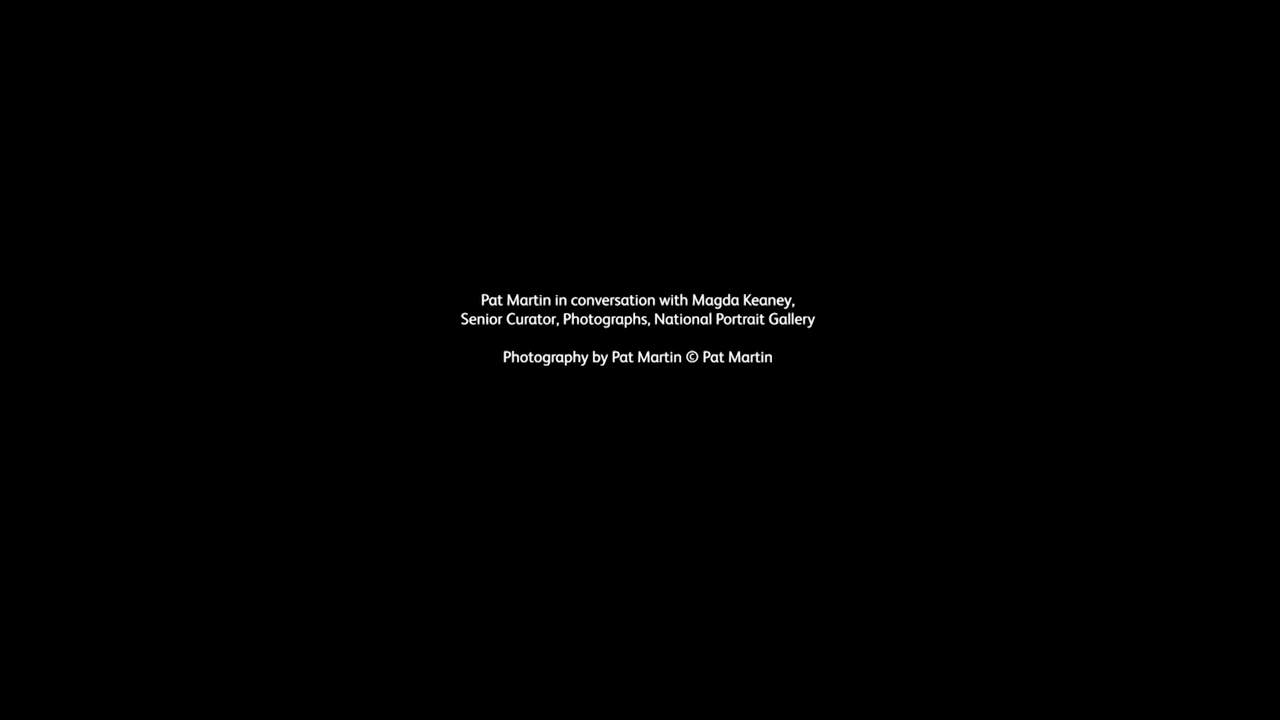 Pat Martin in conversation with Magda Keaney,
Senior Curator, Photographs, National Portrait Gallery
Photography by Pat Martin © Pat Martin